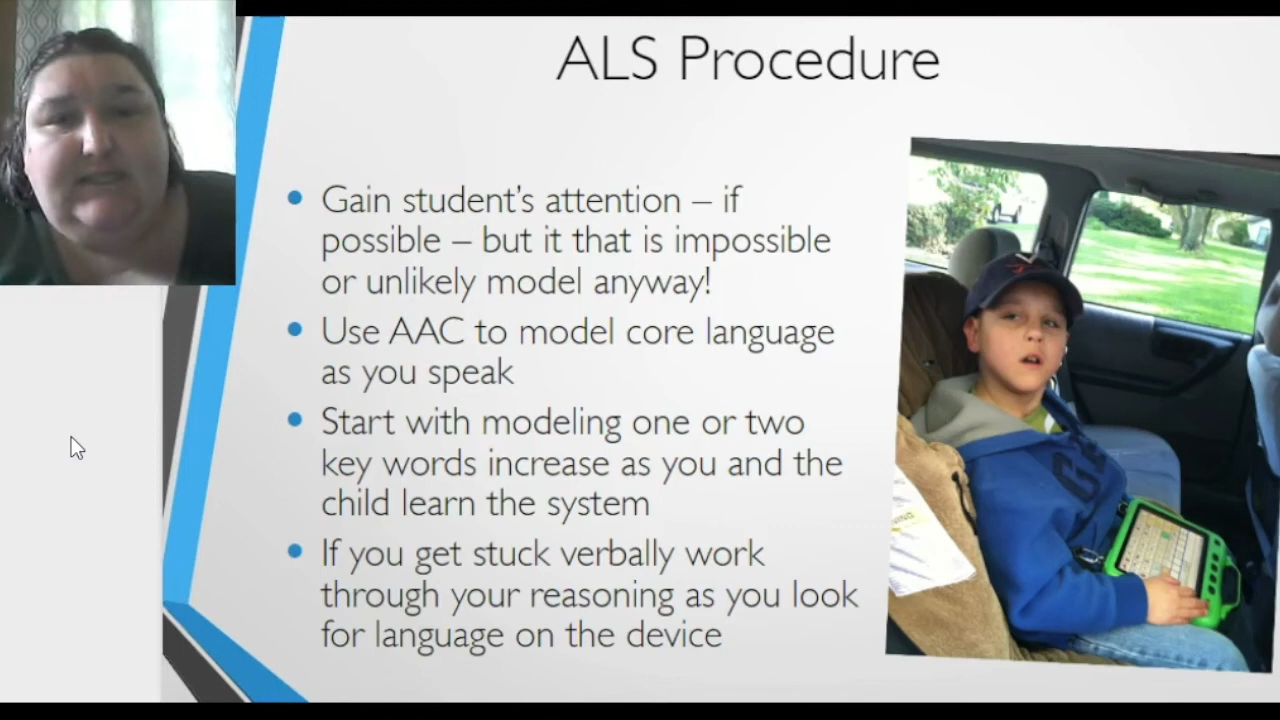 ALS Procedure
Gain student's attention – if
possible – but it that is impossible
or unlikely model anyway!
Use AAC to model core language
as you speak
Start with modeling one or two
key words increase as you and the
child learn the system
If you get stuck verbally work
through your reasoning as you look
for language on the device